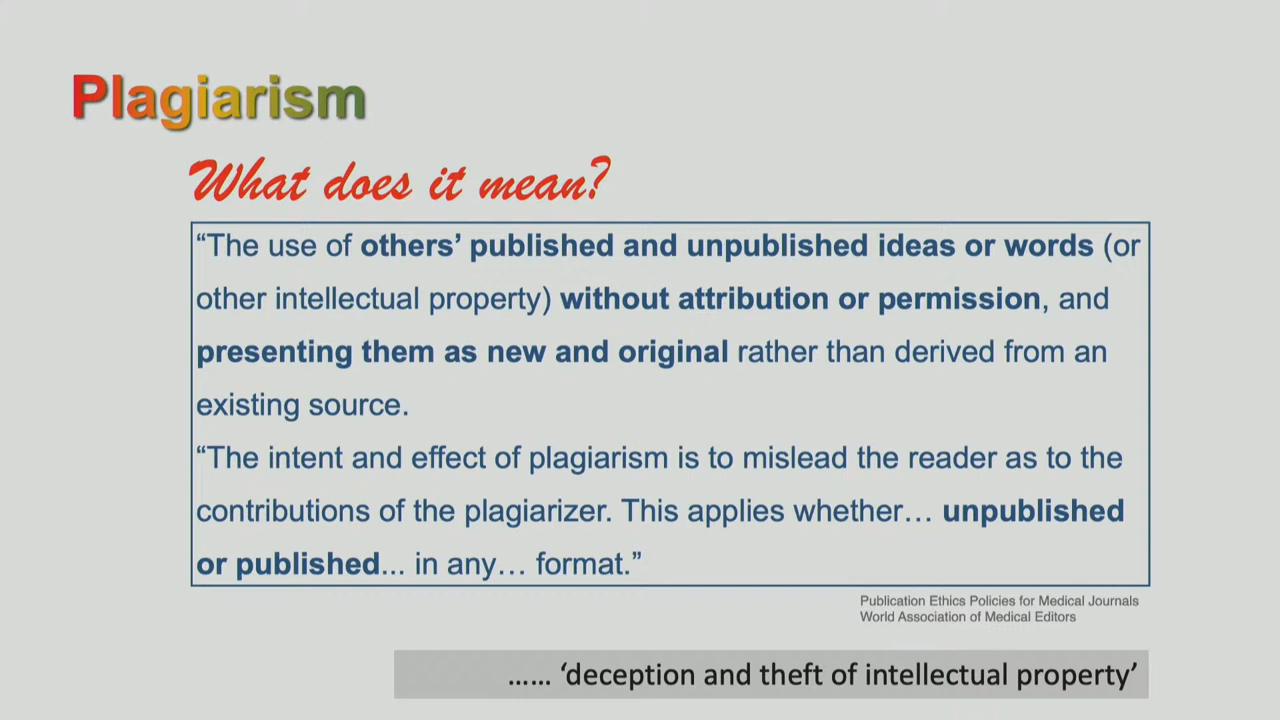 Plagiarism
What does it mean?
“The use of others’ published and unpublished ideas or words (or
other intellectual property) without attribution or permission, and
presenting them as new and original rather than derived from an
existing source.
“The intent and effect of plagiarism is to mislead the reader as to the
contributions of the plagiarizer. This applies whether… unpublished
or published... in any… format.”
Publication Ethics Policies for Medical Journals
World Association of Medical Editors
…… ‘deception and theft of intellectual property’